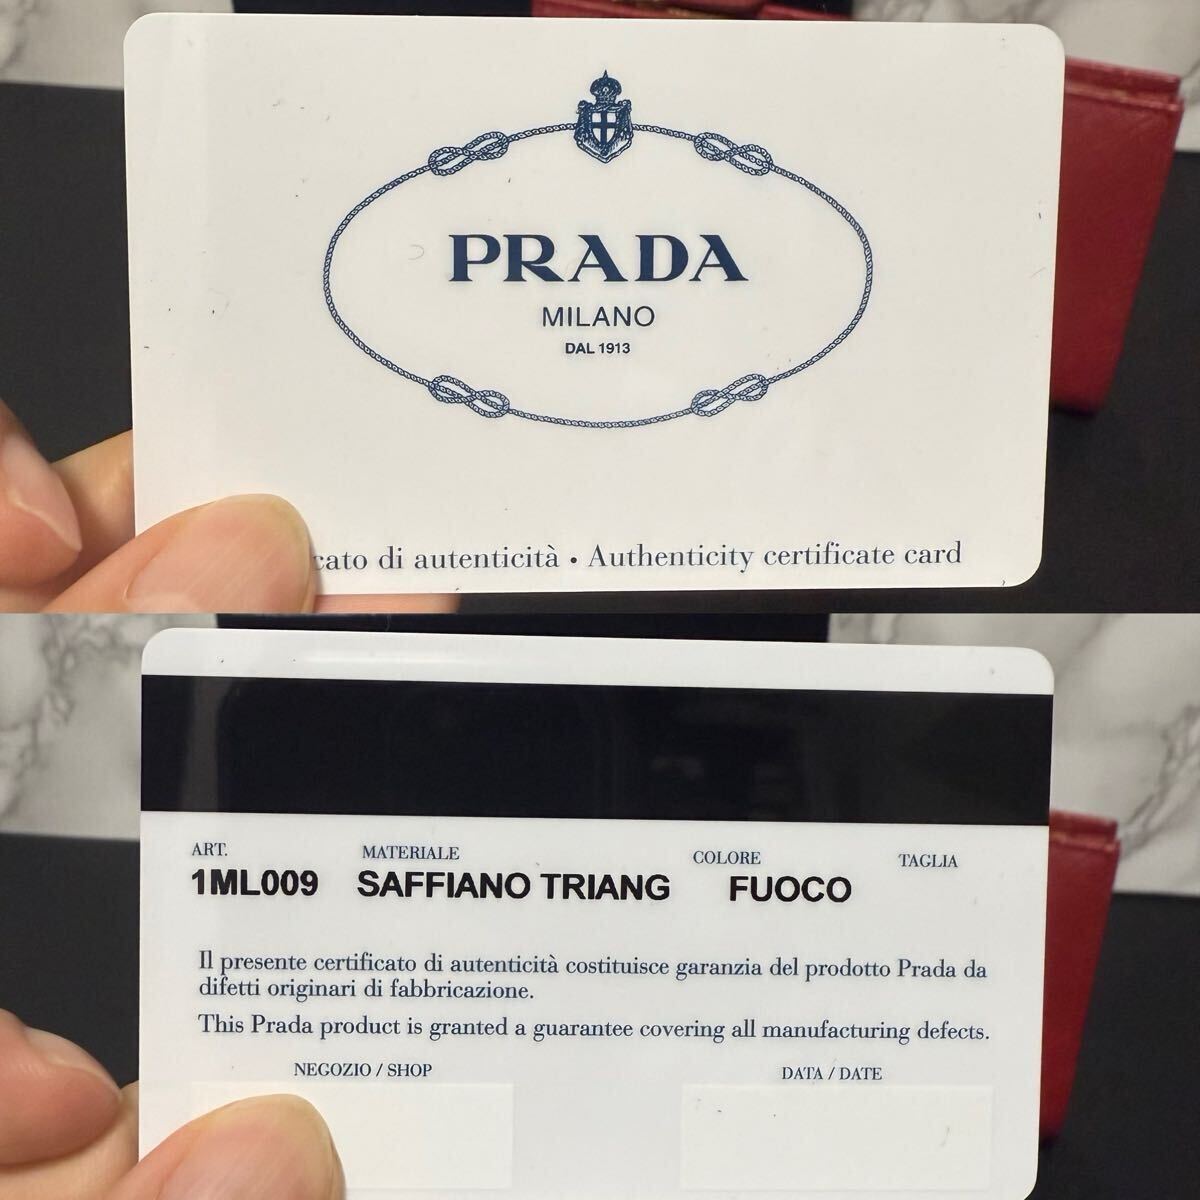 PRADA
MILANO
DAL 1913
cato di autenticità • Authenticity certificate card
ART. MATERIALE COLORE TAGLIA
1ML009 SAFFIANO TRIANG FUOCO
Il presente certificato di autenticità costituisce garanzia del prodotto Prada da
difetti originari di fabbricazione.
This Prada product is granted a guarantee covering all manufacturing defects.
NEGOZIO / SHOP DATA / DATE